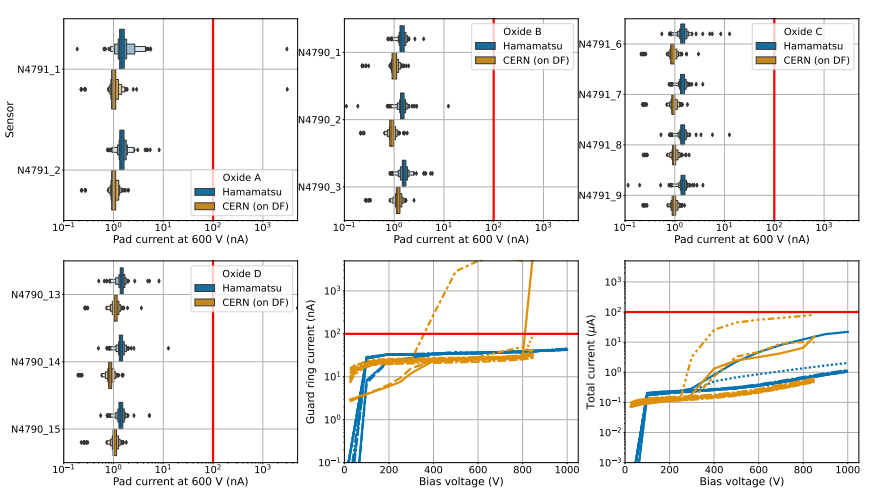 Sensor
N4791_1
N4791_2
Oxide A
Hamamatsu
CERN (on DF)
10⁻¹ 10⁰ 10¹ 10² 10³
Pad current at 600 V (nA)
N4790_1
N4790_2
N4790_3
Oxide B
Hamamatsu
CERN (on DF)
10⁻¹ 10⁰ 10¹ 10² 10³
Pad current at 600 V (nA)
N4791_6
N4791_7
N4791_8
N4791_9
Oxide C
Hamamatsu
CERN (on DF)
10⁻¹ 10⁰ 10¹ 10² 10³
Pad current at 600 V (nA)
N4790_13
N4790_14
N4790_15
Oxide D
Hamamatsu
CERN (on DF)
10⁻¹ 10⁰ 10¹ 10² 10³
Pad current at 600 V (nA)
Guard ring current (nA)
10³
10²
10¹
10⁰
10⁻¹
0 200 400 600 800 1000
Bias voltage (V)
Total current (μA)
10³
10²
10¹
10⁰
10⁻¹
10⁻²
10⁻³
0 200 400 600 800 1000
Bias voltage (V)